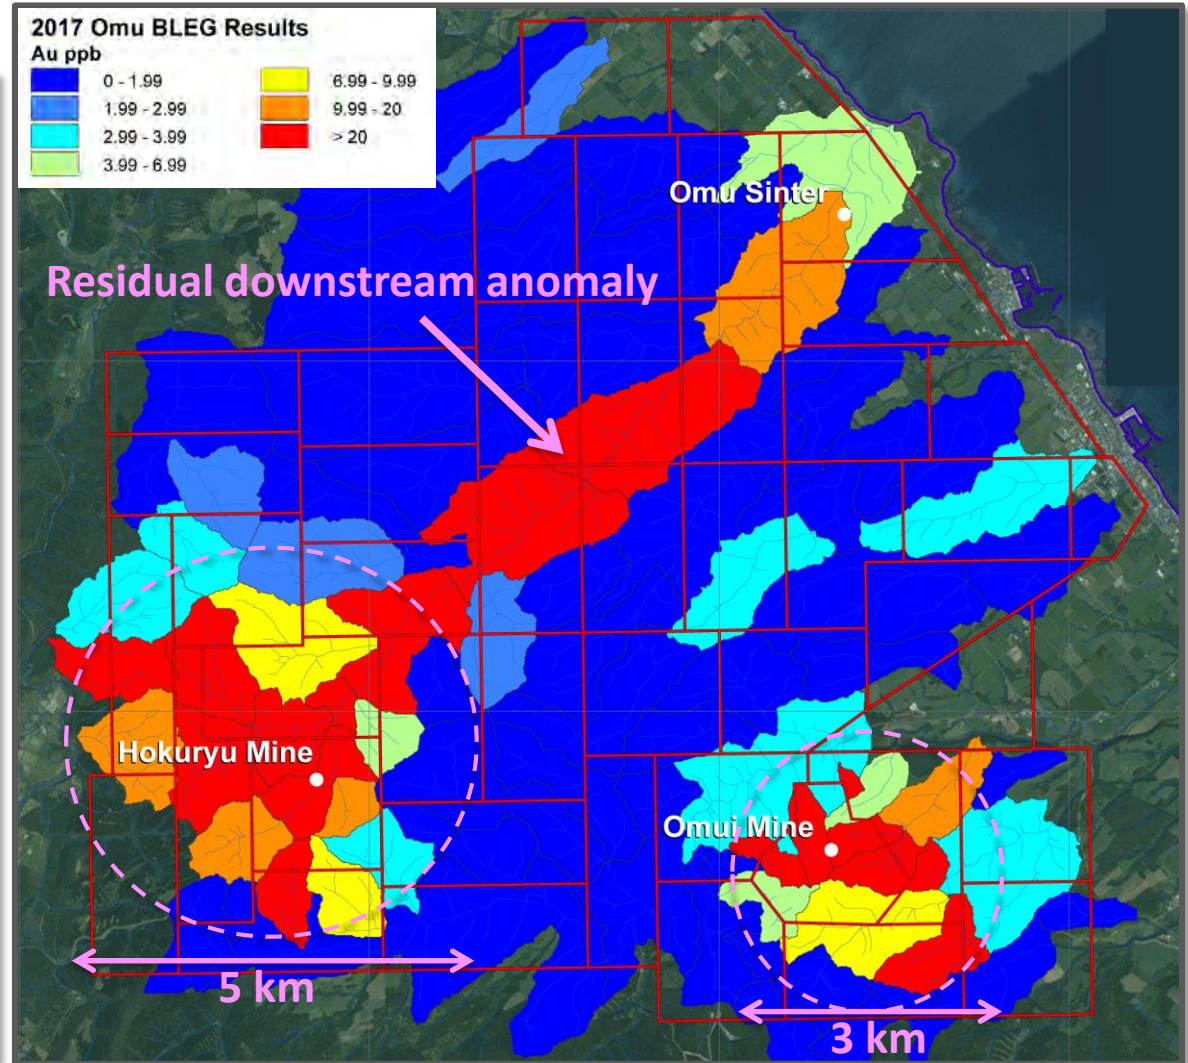 2017 Omu BLEG Results
Au ppb
0 - 1.99
1.99 - 2.99
2.99 - 3.99
3.99 - 6.99
6.99 - 9.99
9.99 - 20
> 20
Omu Sinter
Residual downstream anomaly
Hokuryu Mine
Omui Mine
5 km
3 km